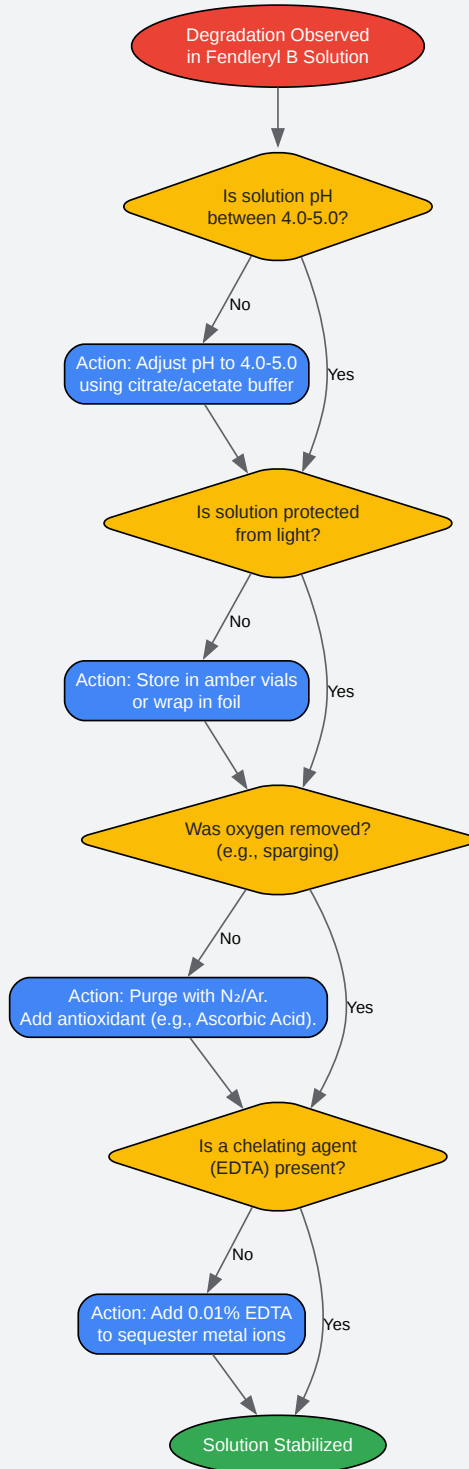 Degradation Observed
in Fendleryl B Solution
Is solution pH
between 4.0-5.0?
No
Action: Adjust pH to 4.0-5.0
using citrate/acetate buffer
Yes
Is solution protected
from light?
No
Action: Store in amber vials
or wrap in foil
Yes
Was oxygen removed?
(e.g., sparging)
No
Action: Purge with N₂/Ar.
Add antioxidant (e.g., Ascorbic Acid).
Yes
Is a chelating agent
(EDTA) present?
No
Action: Add 0.01% EDTA
to sequester metal ions
Yes
Solution Stabilized